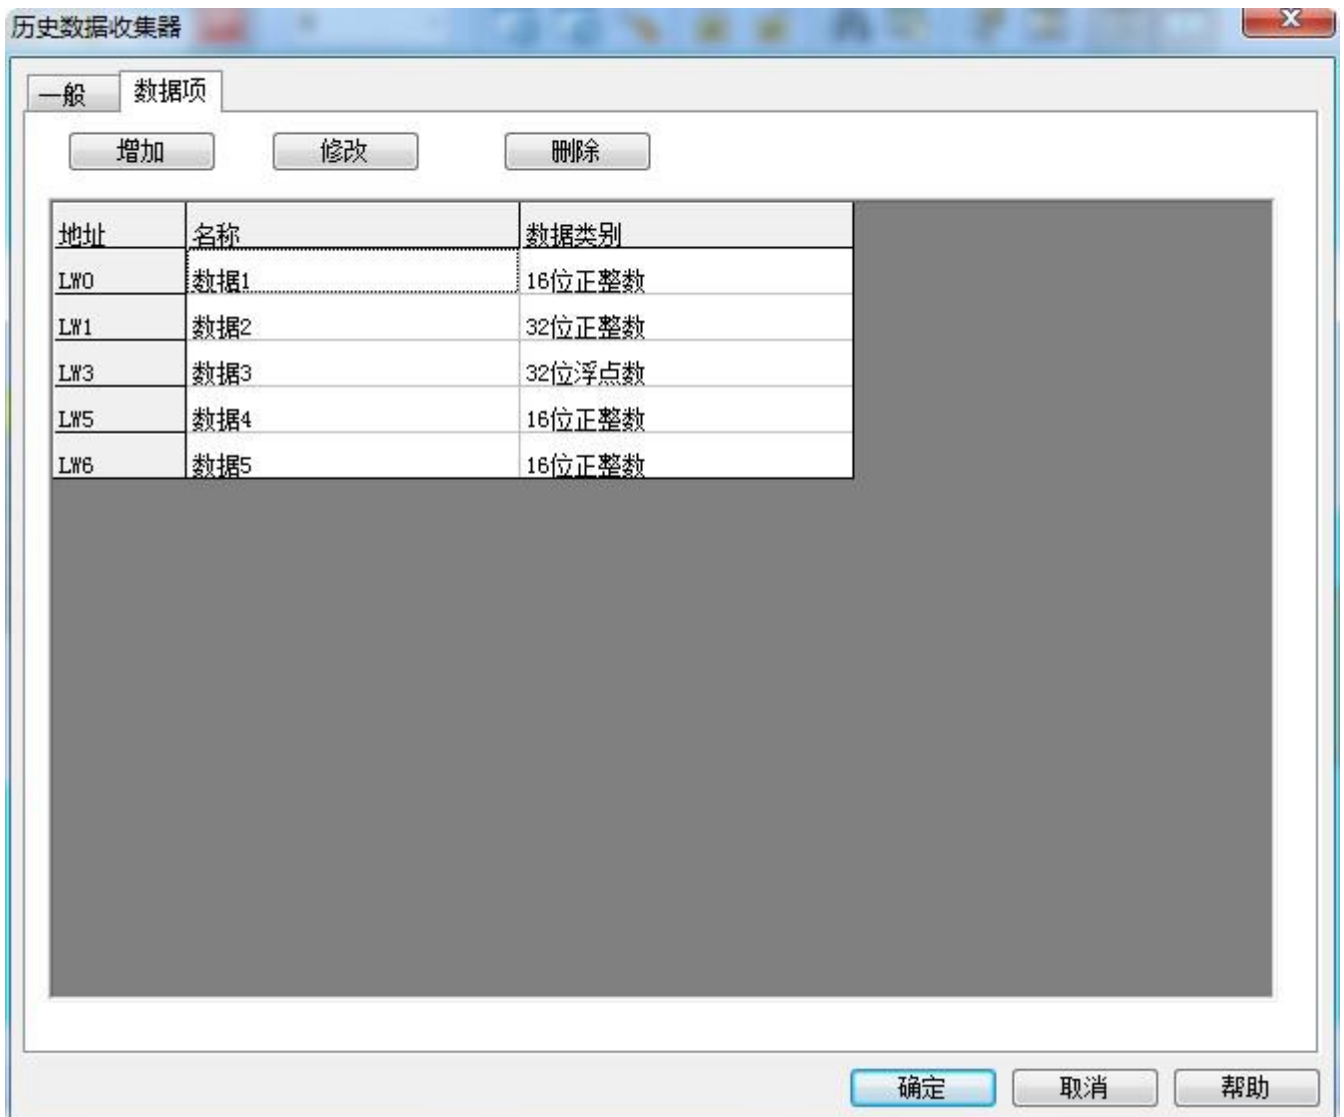 历史数据收集器
一般 数据项
增加 修改 删除
地址 名称 数据类别
LW0 数据1 16位正整数
LW1 数据2 32位正整数
LW3 数据3 32位浮点数
LW5 数据4 16位正整数
LW6 数据5 16位正整数
确定 取消 帮助